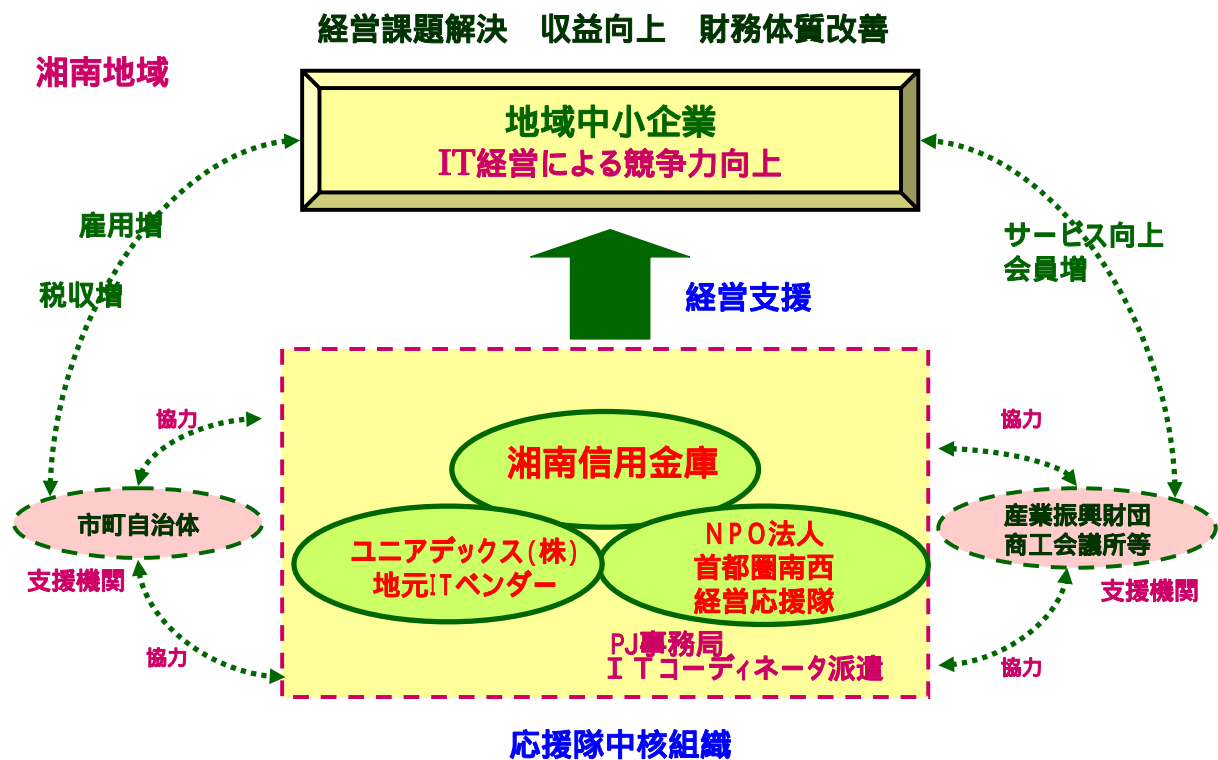 経営課題解決　収益向上　財務体質改善
湘南地域
地域中小企業
IT経営による競争力向上
雇用増
税収増
サービス向上
会員増
経営支援
協力
協力
湘南信用金庫
市町自治体
ユニアデックス(株)
地元ITベンダー
ＮＰＯ法人
首都圏南西
経営応援隊
産業振興財団
商工会議所等
支援機関
支援機関
PJ事務局
ＩＴコーディネータ派遣
協力
協力
応援隊中核組織